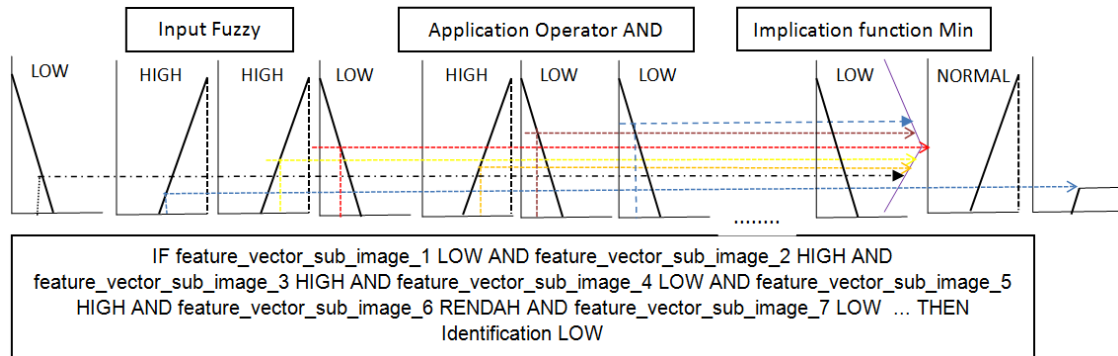 Input Fuzzy
Application Operator AND
Implication function Min
LOW
HIGH
HIGH
LOW
HIGH
LOW
LOW
LOW
NORMAL
........
IF feature_vector_sub_image_1 LOW AND feature_vector_sub_image_2 HIGH AND
feature_vector_sub_image_3 HIGH AND feature_vector_sub_image_4 LOW AND feature_vector_sub_image_5
HIGH AND feature_vector_sub_image_6 RENDAH AND feature_vector_sub_image_7 LOW ... THEN
Identification LOW